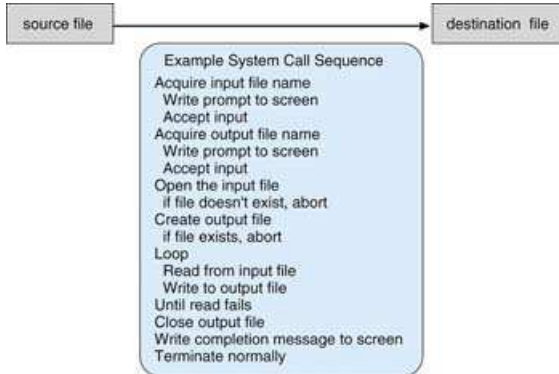 source file
destination file
Example System Call Sequence
Acquire input file name
Write prompt to screen
Accept input
Acquire output file name
Write prompt to screen
Accept input
Open the input file
if file doesn't exist, abort
Create output file
if file exists, abort
Loop
Read from input file
Write to output file
Until read fails
Close output file
Write completion message to screen
Terminate normally